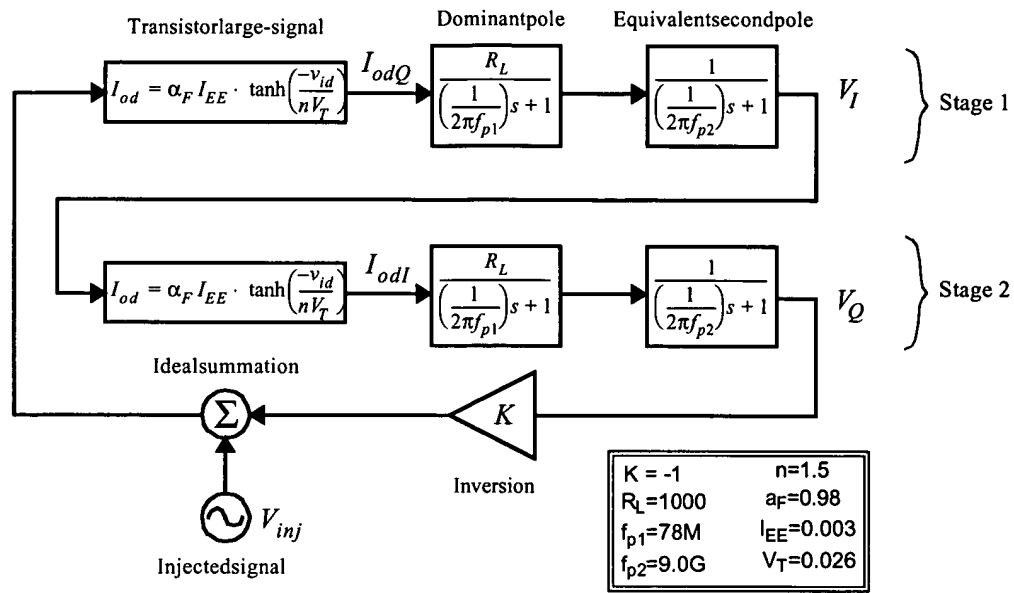 Transistorlarge-signal
Dominantpole
Equivalentsecondpole
I_od = α_F I_EE · tanh(-v_id / nV_T)
I_odQ
R_L / ((1 / 2πf_p1)s + 1)
1 / ((1 / 2πf_p2)s + 1)
V_I
Stage 1
I_od = α_F I_EE · tanh(-v_id / nV_T)
I_odI
R_L / ((1 / 2πf_p1)s + 1)
1 / ((1 / 2πf_p2)s + 1)
V_Q
Stage 2
Idealsummation
Σ
K
Inversion
V_inj
Injectedsignal
K = -1 n=1.5
R_L=1000 a_F=0.98
f_p1=78M I_EE=0.003
f_p2=9.0G V_T=0.026